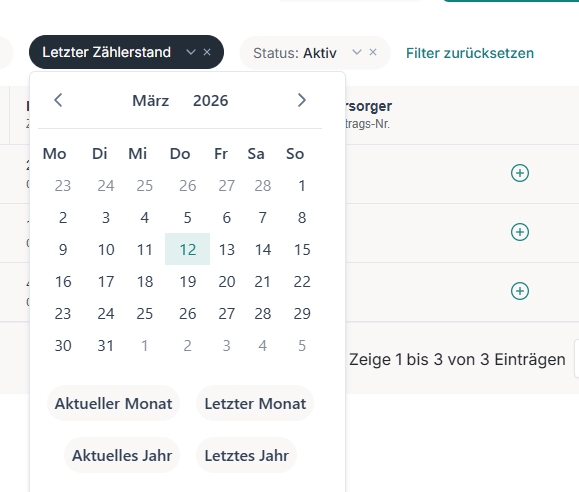 Letzter Zählerstand
Status: Aktiv
Filter zurücksetzen
März 2026
Mo Di Mi Do Fr Sa So
23 24 25 26 27 28 1
2 3 4 5 6 7 8
9 10 11 12 13 14 15
16 17 18 19 20 21 22
23 24 25 26 27 28 29
30 31 1 2 3 4 5
Aktueller Monat Letzter Monat
Aktuelles Jahr Letztes Jahr
rsorger
trags-Nr.
Zeige 1 bis 3 von 3 Einträgen